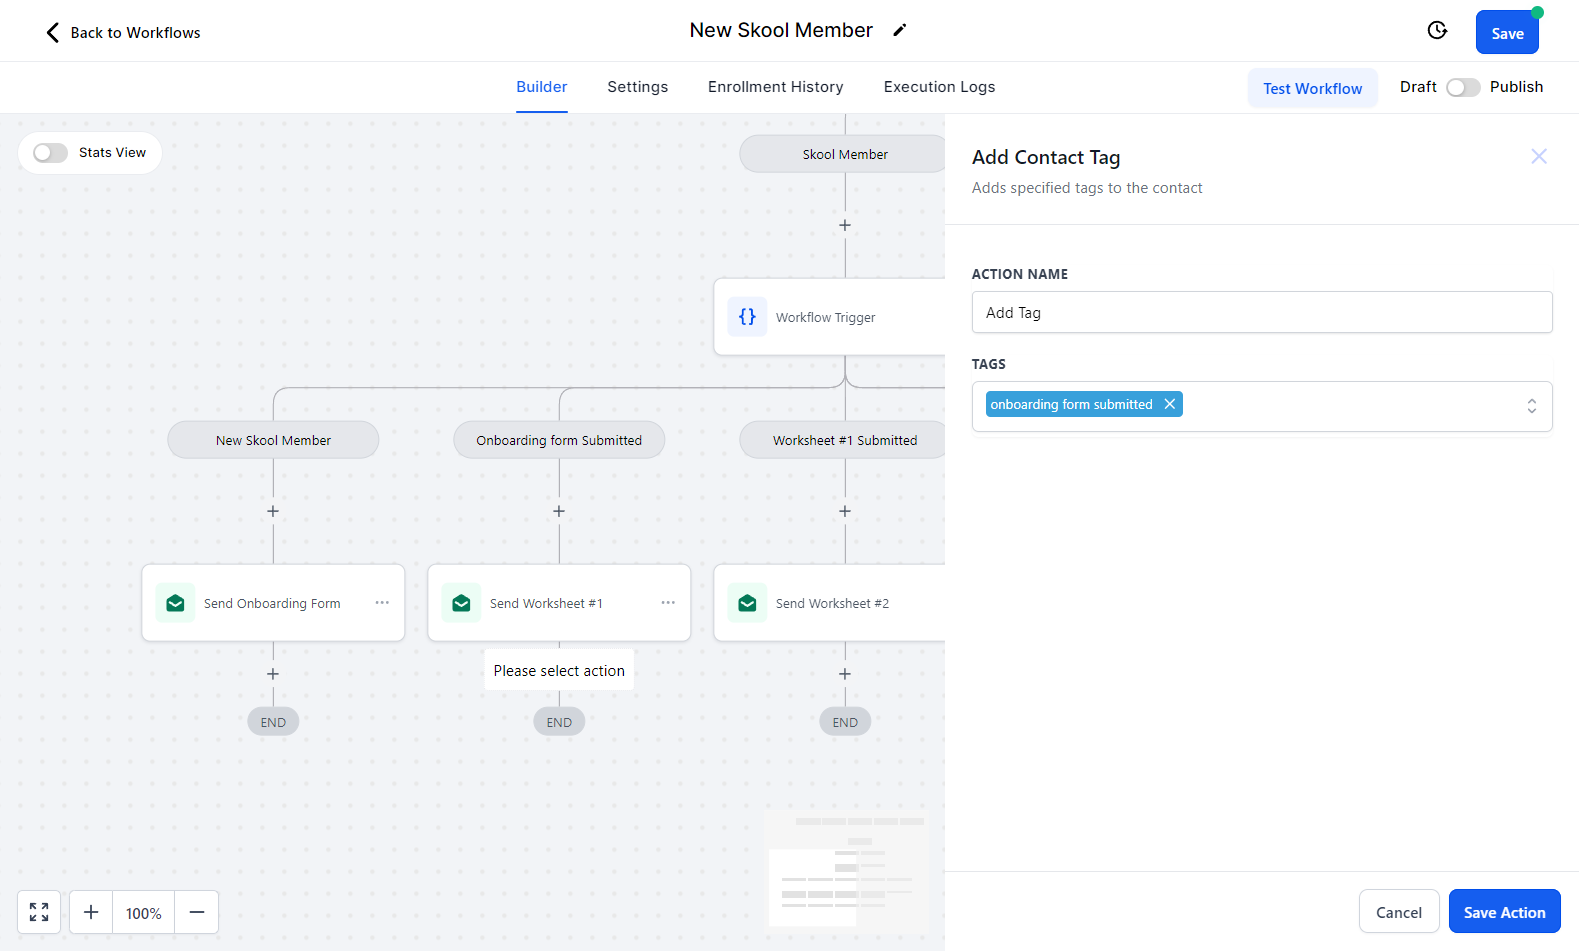 Back to Workflows
New Skool Member
Save
Builder
Settings
Enrollment History
Execution Logs
Test Workflow
Draft
Publish
Stats View
Skool Member
Workflow Trigger
New Skool Member
Onboarding form Submitted
Worksheet #1 Submitted
Send Onboarding Form
Send Worksheet #1
Send Worksheet #2
Please select action
END
END
END
100%
Add Contact Tag
Adds specified tags to the contact
ACTION NAME
Add Tag
TAGS
onboarding form submitted
Cancel
Save Action